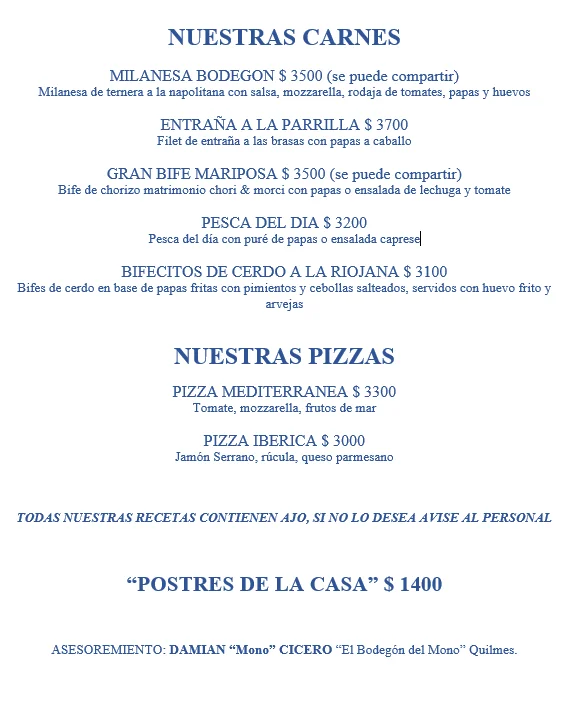 NUESTRAS CARNES
MILANESA BODEGON $ 3500 (se puede compartir)
Milanesa de ternera a la napolitana con salsa, mozzarella, rodaja de tomates, papas y huevos
ENTRAÑA A LA PARRILLA $ 3700
Filet de entraña a las brasas con papas a caballo
GRAN BIFE MARIPOSA $ 3500 (se puede compartir)
Bife de chorizo matrimonio chori & morci con papas o ensalada de lechuga y tomate
PESCA DEL DIA $ 3200
Pesca del día con puré de papas o ensalada caprese
BIFECITOS DE CERDO A LA RIOJANA $ 3100
Bifes de cerdo en base de papas fritas con pimientos y cebollas salteados, servidos con huevo frito y
arvejas
NUESTRAS PIZZAS
PIZZA MEDITERRANEA $ 3300
Tomate, mozzarella, frutos de mar
PIZZA IBERICA $ 3000
Jamón Serrano, rúcula, queso parmesano
TODAS NUESTRAS RECETAS CONTIENEN AJO, SI NO LO DESEA AVISE AL PERSONAL
“POSTRES DE LA CASA” $ 1400
ASESOREMIENTO: DAMIAN “Mono” CICERO “El Bodegón del Mono” Quilmes.